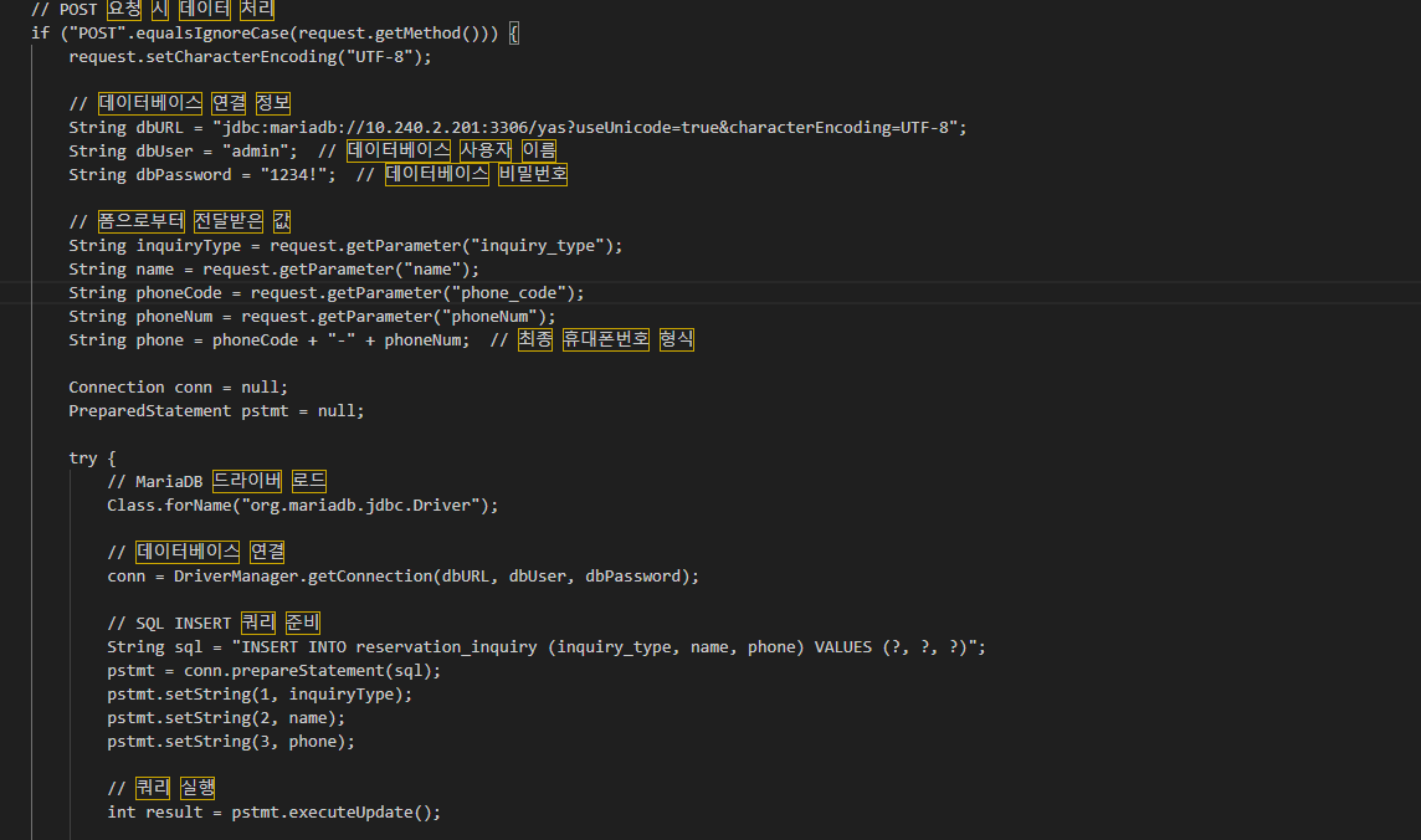 // POST 요청 시 데이터 처리
if ("POST".equalsIgnoreCase(request.getMethod())) {
request.setCharacterEncoding("UTF-8");
// 데이터베이스 연결 정보
String dbURL = "jdbc:mariadb://10.240.2.201:3306/yas?useUnicode=true&characterEncoding=UTF-8";
String dbUser = "admin";  // 데이터베이스 사용자 이름
String dbPassword = "1234!";  // 데이터베이스 비밀번호
// 폼으로부터 전달받은 값
String inquiryType = request.getParameter("inquiry_type");
String name = request.getParameter("name");
String phoneCode = request.getParameter("phone_code");
String phoneNum = request.getParameter("phoneNum");
String phone = phoneCode + "-" + phoneNum;  // 최종 휴대폰번호 형식
Connection conn = null;
PreparedStatement pstmt = null;
try {
// MariaDB 드라이버 로드
Class.forName("org.mariadb.jdbc.Driver");
// 데이터베이스 연결
conn = DriverManager.getConnection(dbURL, dbUser, dbPassword);
// SQL INSERT 쿼리 준비
String sql = "INSERT INTO reservation_inquiry (inquiry_type, name, phone) VALUES (?, ?, ?)";
pstmt = conn.prepareStatement(sql);
pstmt.setString(1, inquiryType);
pstmt.setString(2, name);
pstmt.setString(3, phone);
// 쿼리 실행
int result = pstmt.executeUpdate();